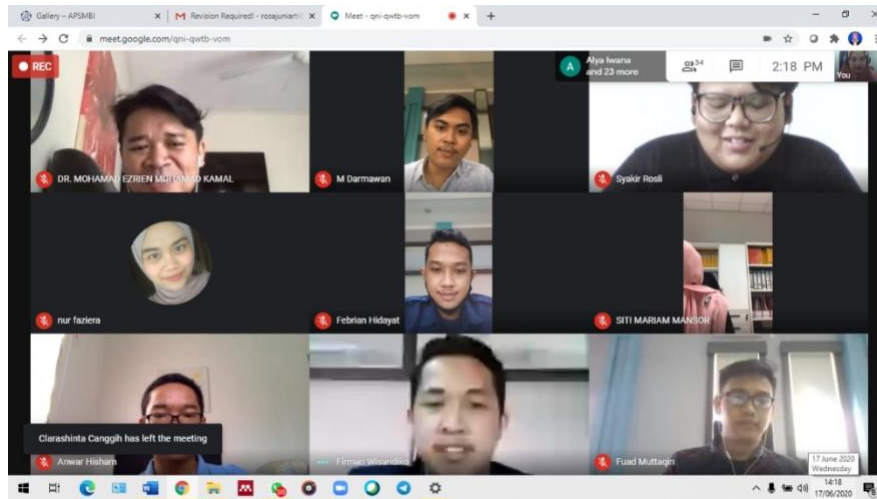 Gallery – APSMBI
Revision Required! - rosajuniarti
Meet - qni-qwtb-vom
meet.google.com/qni-qwtb-vom
REC
A
Alya Iwana
and 23 more
34
2:18 PM
You
DR. MOHAMAD EZRIEN MOHAMAD KAMAL
M Darmawan
Syakir Rosli
nur faziera
Febrian Hidayat
SITI MARIAM MANSOR
Clarashinta Canggih has left the meeting
Anwar Hisham
Firman Wisandiko
Fuad Muttaqin
17 June 2020
Wednesday
14:18
17/06/2020